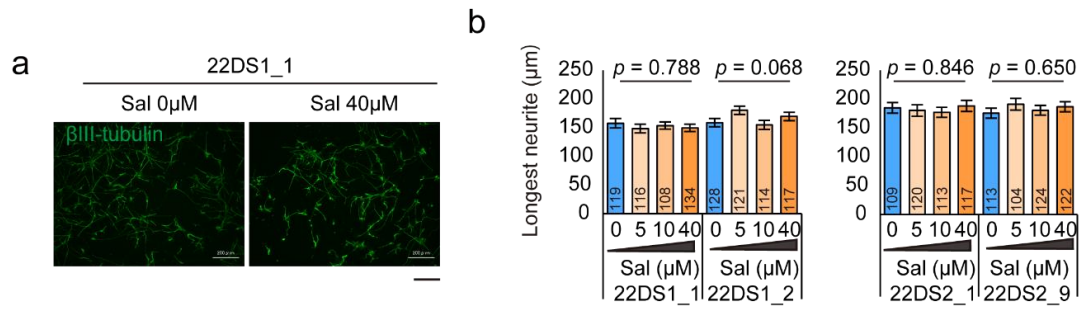 a
22DS1_1
Sal 0μM
Sal 40μM
βIII-tubulin
b
Longest neurite (μm)
250
200
150
100
50
0
p = 0.788
p = 0.068
119
116
108
134
128
121
114
117
0 5 10 40 0 5 10 40
Sal (μM) Sal (μM)
22DS1_1 22DS1_2
250
200
150
100
50
0
p = 0.846
p = 0.650
109
120
113
117
113
104
124
122
0 5 10 40 0 5 10 40
Sal (μM) Sal (μM)
22DS2_1 22DS2_9